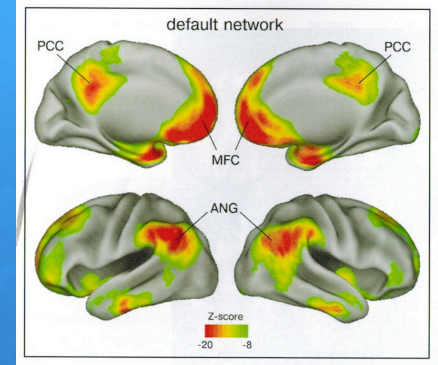 default network
PCC
PCC
MFC
ANG
Z-score
-20 -8